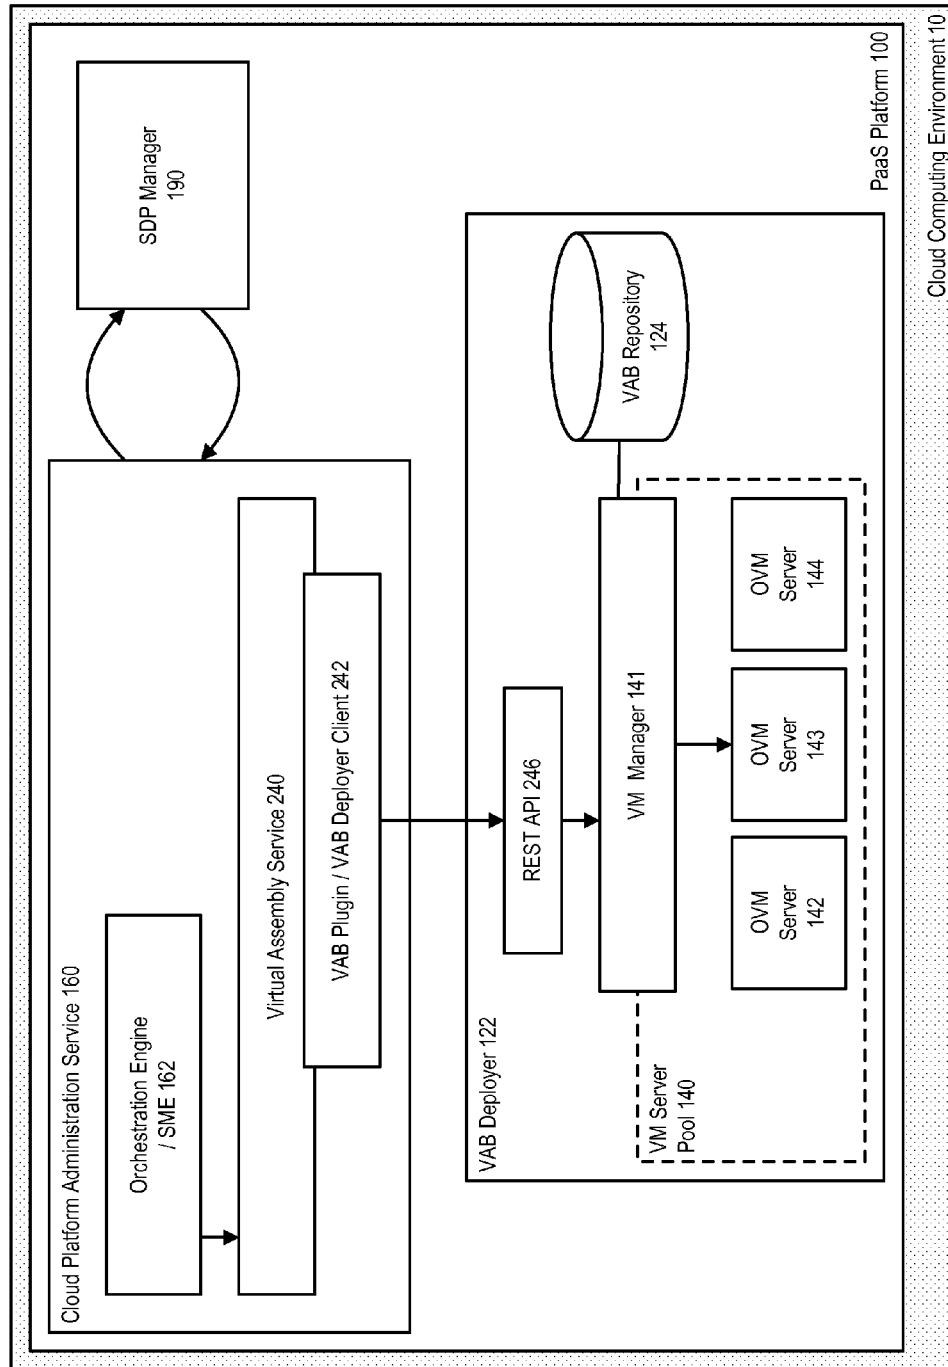 Cloud Platform Administration Service 160
Orchestration Engine
/ SME 162
Virtual Assembly Service 240
VAB Plugin / VAB Deployer Client 242
SDP Manager
190
VAB Deployer 122
REST API 246
VM Manager 141
VAB Repository
124
VM Server
Pool 140
OVM
Server
142
OVM
Server
143
OVM
Server
144
PaaS Platform 100
Cloud Computing Environment 10